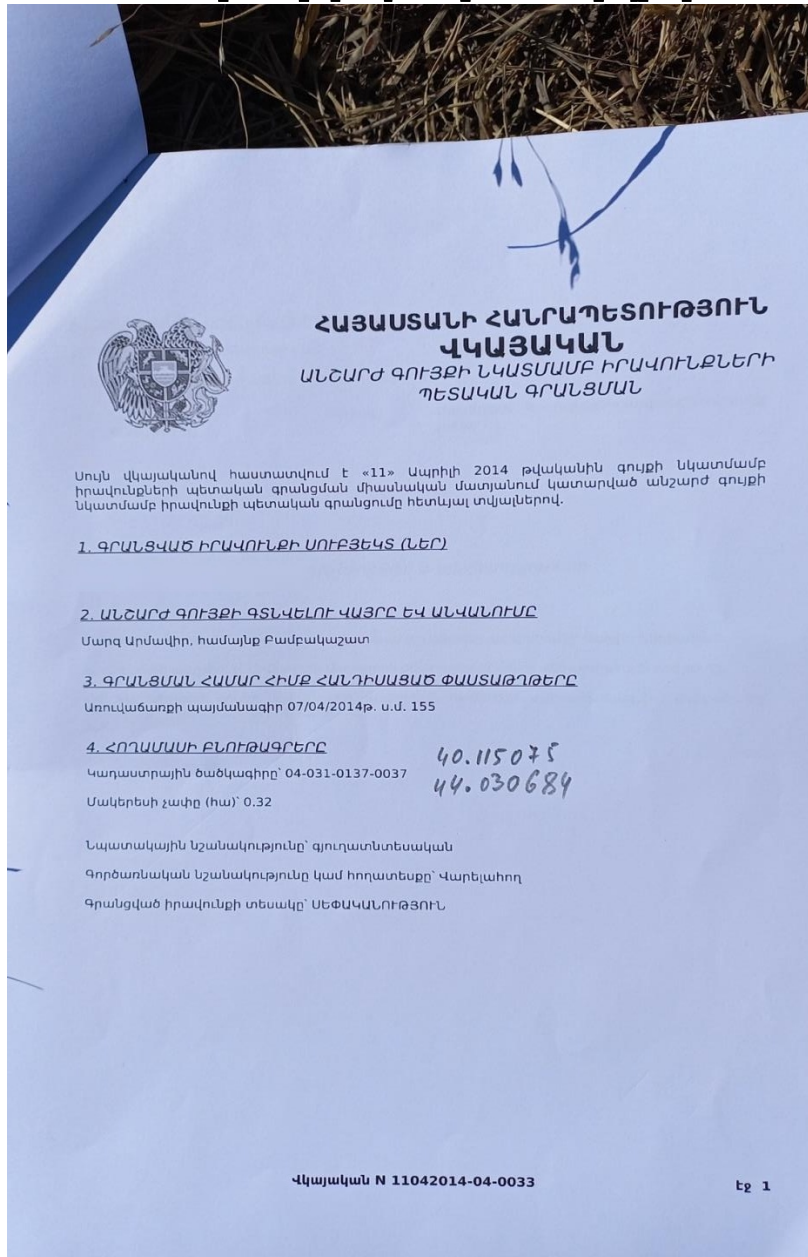 ՀԱՅԱՍՏԱՆԻ ՀԱՆՐԱՊԵՏՈՒԹՅՈՒՆ
ՎԿԱՅԱԿԱՆ
ԱՆՇԱՐԺ ԳՈՒՅՔԻ ՆԿԱՏՄԱՄԲ ԻՐԱՎՈՒՆՔՆԵՐԻ
ՊԵՏԱԿԱՆ ԳՐԱՆՑՄԱՆ
Սույն վկայականով հաստատվում է «11» Ապրիլի 2014 թվականին գույքի նկատմամբ
իրավունքների պետական գրանցման միասնական մատյանում կատարված անշարժ գույքի
նկատմամբ իրավունքի պետական գրանցումը հետևյալ տվյալներով.
1. ԳՐԱՆՑՎԱԾ ԻՐԱՎՈՒՆՔԻ ՍՈՒԲՅԵԿՏ (ՆԵՐ)
2. ԱՆՇԱՐԺ ԳՈՒՅՔԻ ԳՏՆՎԵԼՈՒ ՎԱՅՐԸ ԵՎ ԱՆՎԱՆՈՒՄԸ
Մարզ Արմավիր, համայնք Բամբակաշատ
3. ԳՐԱՆՑՄԱՆ ՀԱՄԱՐ ՀԻՄՔ ՀԱՆԴԻՍԱՑԱԾ ՓԱՍՏԱԹՂԹԵՐԸ
Առուվաճառքի պայմանագիր 07/04/2014թ. ս.մ. 155
4. ՀՈՂԱՄԱՍԻ ԲՆՈՒԹԱԳՐԵՐԸ
40.115075
Կադաստրային ծածկագիրը՝ 04-031-0137-0037
44.030684
Մակերեսի չափը (հա)՝ 0.32
Նպատակային նշանակությունը՝ գյուղատնտեսական
Գործառնական նշանակությունը կամ հողատեսքը՝ Վարելահող
Գրանցված իրավունքի տեսակը՝ ՍԵՓԱԿԱՆՈՒԹՅՈՒՆ
Վկայական N 11042014-04-0033
էջ 1